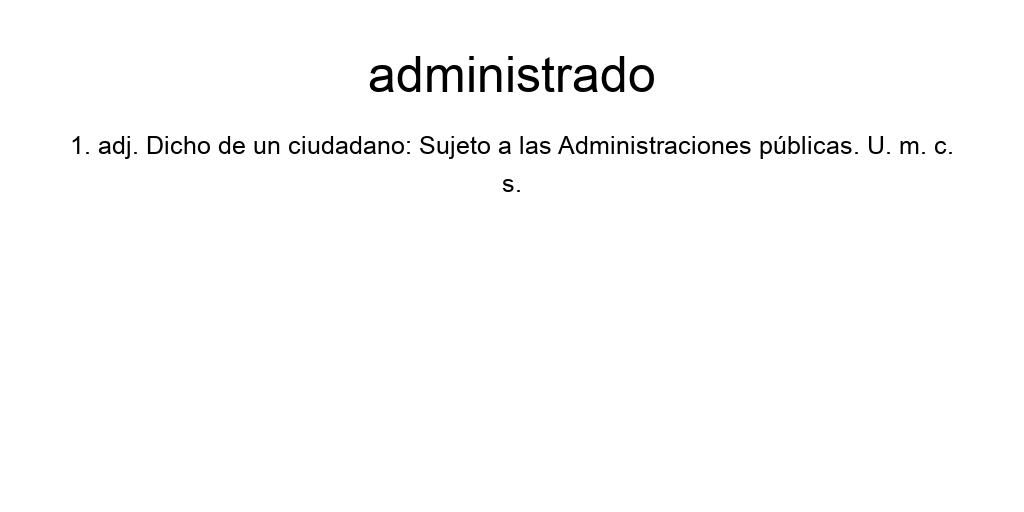 administrado
1. adj. Dicho de un ciudadano: Sujeto a las Administraciones públicas. U. m. c.
s.